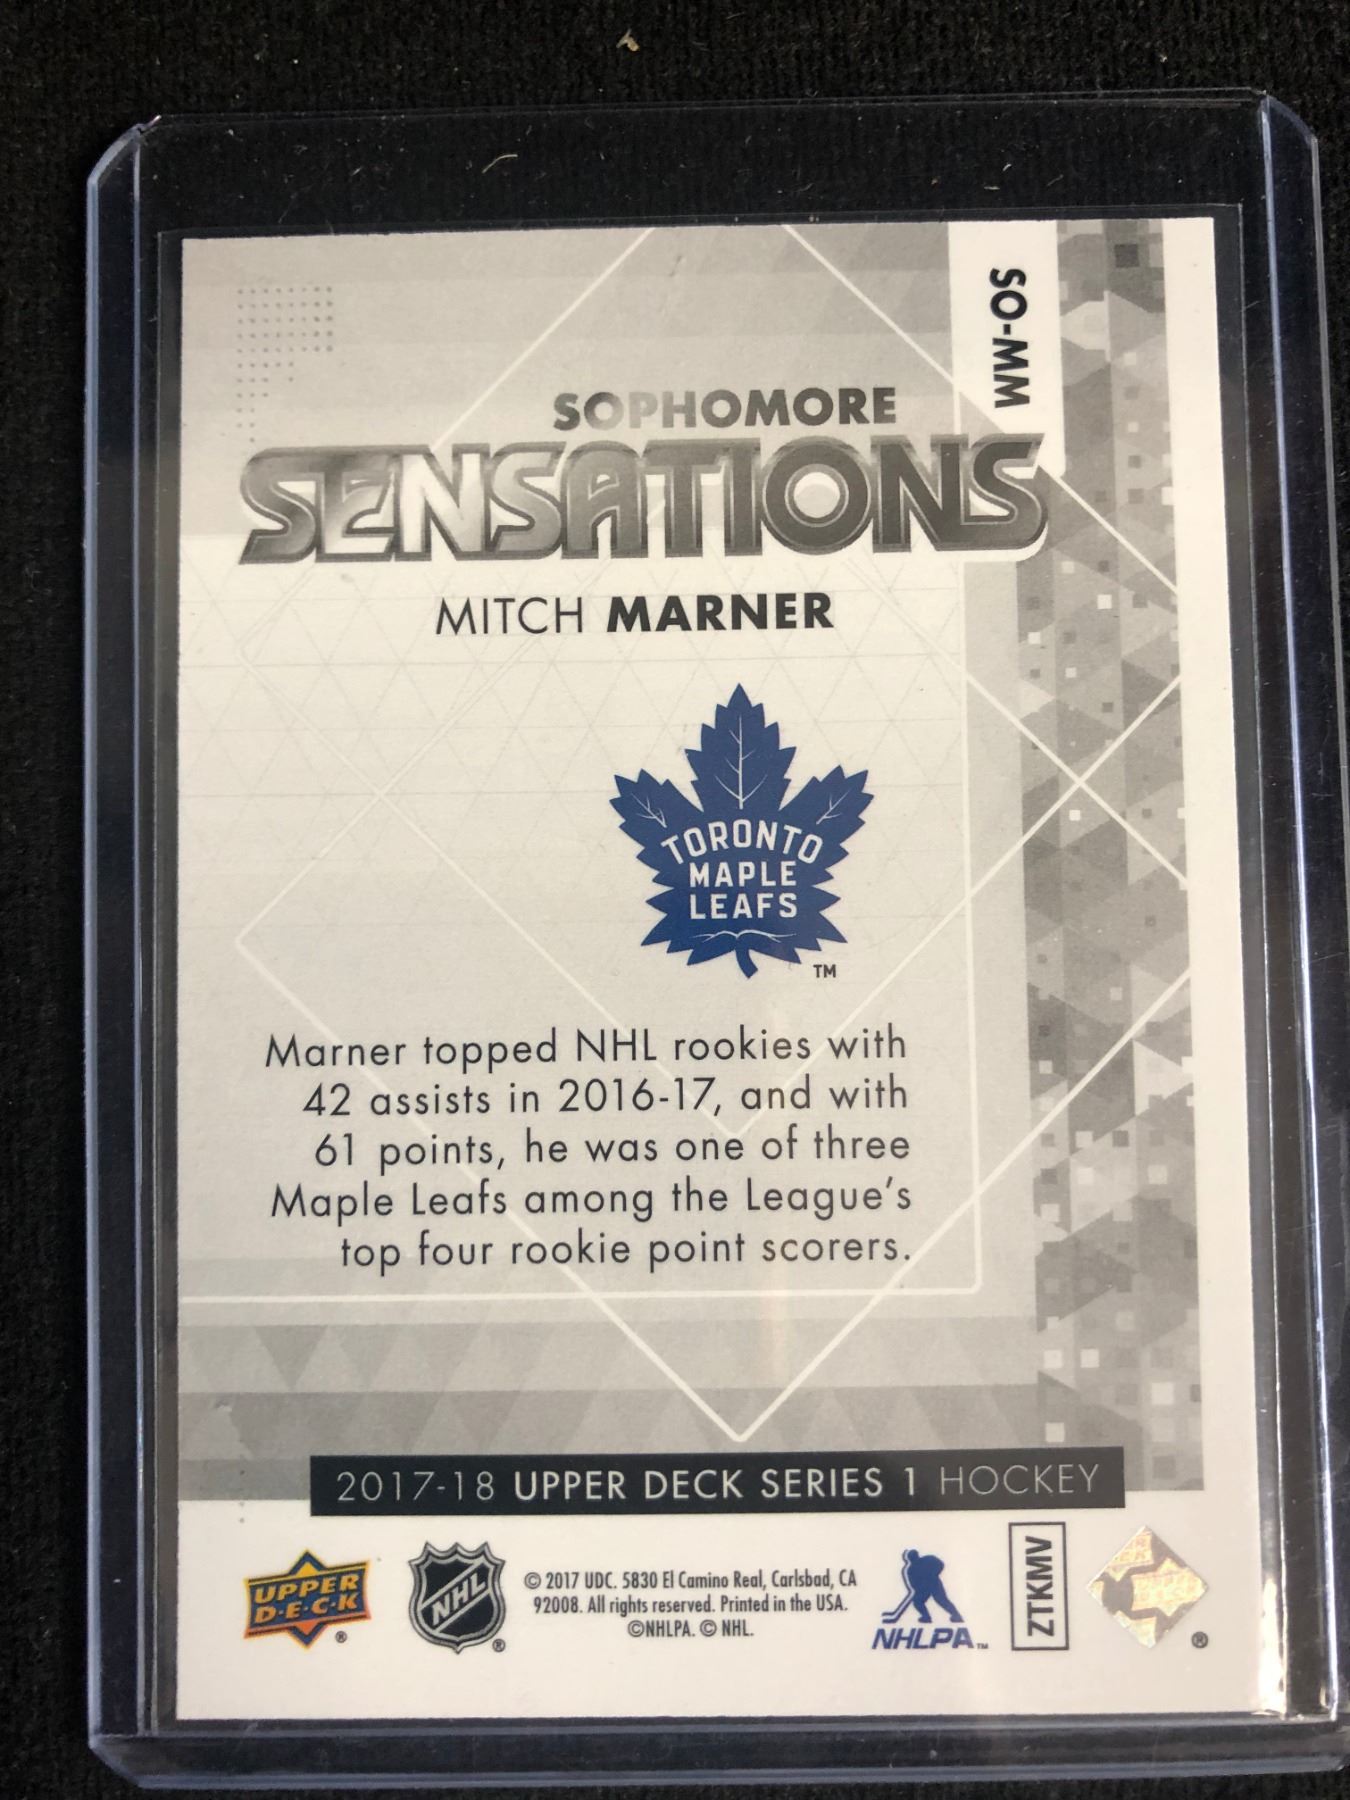 SO-MM
SOPHOMORE
SENSATIONS
MITCH MARNER
TORONTO
MAPLE
LEAFS
TM
Marner topped NHL rookies with
42 assists in 2016-17, and with
61 points, he was one of three
Maple Leafs among the League's
top four rookie point scorers.
2017-18 UPPER DECK SERIES 1 HOCKEY
UPPER
D·E·C·K
®
NHL
®
© 2017 UDC. 5830 El Camino Real, Carlsbad, CA
92008. All rights reserved. Printed in the USA.
©NHLPA. © NHL.
NHLPA™
ZTKMV
®